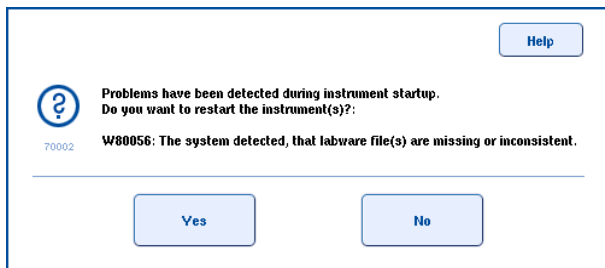 Help
Problems have been detected during instrument startup.
Do you want to restart the instrument(s)?:
70002
W80056: The system detected, that labware file(s) are missing or inconsistent.
Yes
No